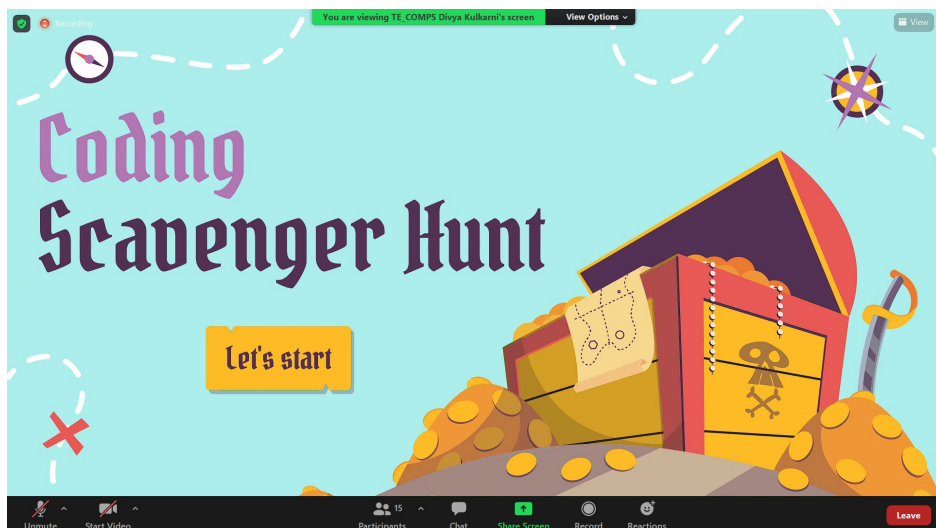 Recording
You are viewing TE_COMPS Divya Kulkarni's screen
View Options
View
Coding
Scavenger Hunt
Let's start
Unmute
Start Video
15
Participants
Chat
Share Screen
Record
Reactions
Leave